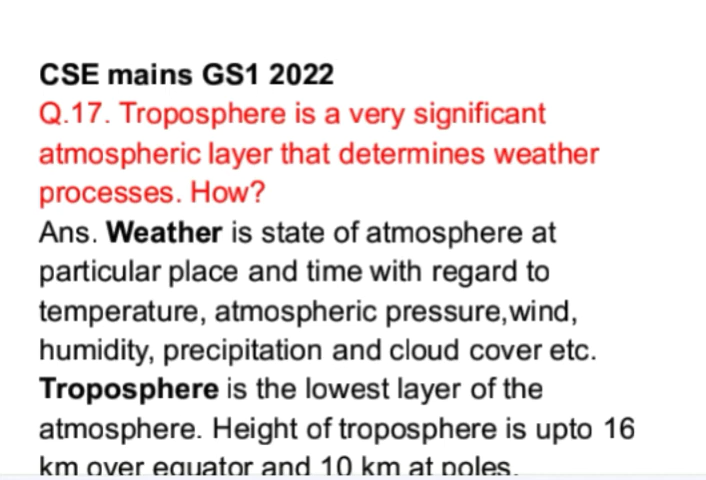 CSE mains GS1 2022
Q.17. Troposphere is a very significant
atmospheric layer that determines weather
processes. How?
Ans. Weather is state of atmosphere at
particular place and time with regard to
temperature, atmospheric pressure,wind,
humidity, precipitation and cloud cover etc.
Troposphere is the lowest layer of the
atmosphere. Height of troposphere is upto 16
km over equator and 10 km at poles.